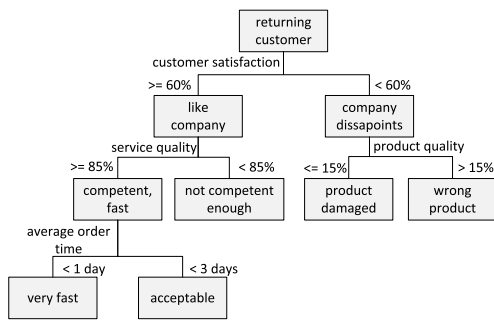 returning
customer
customer satisfaction
>= 60%
< 60%
like
company
company
dissapoints
service quality
product quality
>= 85%
< 85%
<= 15%
> 15%
competent,
fast
not competent
enough
product
damaged
wrong
product
average order
time
< 1 day
< 3 days
very fast
acceptable